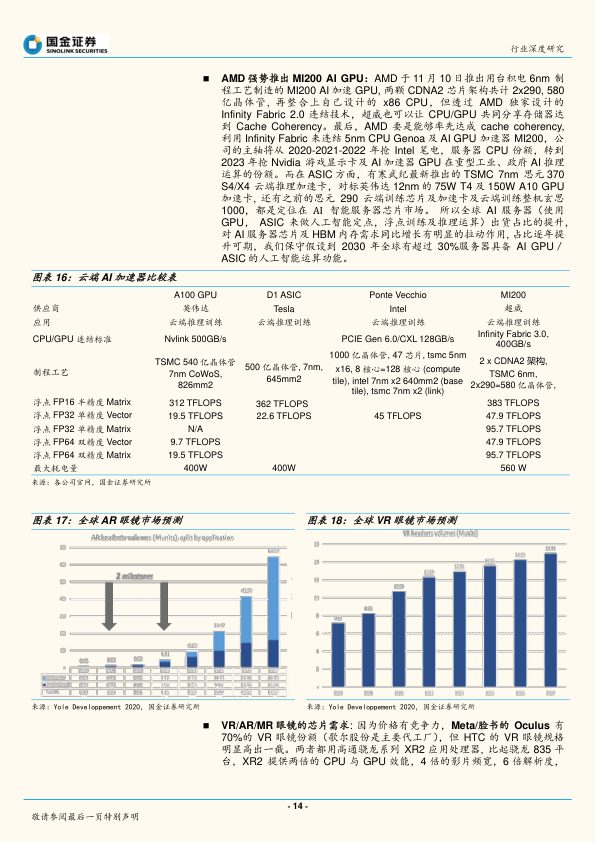 国金证券
SINOLINK SECURITIES
行业深度研究
■ AMD 强势推出 MI200 AI GPU：AMD 于 11 月 10 日推出用台积电 6nm 制
程工艺制造的 MI200 AI 加速 GPU, 两颗 CDNA2 芯片架构共计 2x290, 580
亿晶体管, 再整合上自己设计的 x86 CPU, 但透过 AMD 独家设计的
Infinity Fabric 2.0 连结技术，超威也可以让 CPU/GPU 共同分享存储器达
到 Cache Coherency。最后，AMD 要是能够率先达成 cache coherency,
利用 Infinity Fabric 来连结 5nm CPU Genoa 及 AI GPU 加速器 MI200，公
司的主轴将从 2020-2021-2022 年抢 Intel 笔电，服务器 CPU 份额，转到
2023 年抢 Nvidia 游戏显示卡及 AI 加速器 GPU 在重型工业、政府 AI 推理
运算的份额。而在 ASIC 方面，有寒武纪最新推出的 TSMC 7nm 思元 370
S4/X4 云端推理加速卡，对标英伟达 12nm 的 75W T4 及 150W A10 GPU
加速卡, 还有之前的思元 290 云端训练芯片及加速卡及云端训练整机玄思
1000，都是定位在 AI 智能服务器芯片市场。 所以全球 AI 服务器（使用
GPU， ASIC 来做人工智能定点，浮点训练及推理运算）出货占比的提升，
对 AI 服务器芯片及 HBM 内存需求同比增长有明显的拉动作用, 占比逐年提
升可期，我们保守假设到 2030 年全球有超过 30%服务器具备 AI GPU /
ASIC 的人工智能运算功能。
图表 16：云端 AI 加速器比较表
A100 GPU D1 ASIC Ponte Vecchio MI200
供应商 英伟达 Tesla Intel 超威
应用 云端推理训练 云端推理训练 云端推理训练 云端推理训练
CPU/GPU 连结标准 Nvlink 500GB/s PCIE Gen 6.0/CXL 128GB/s Infinity Fabric 3.0,
400GB/s
制程工艺 TSMC 540 亿晶体管
7nm CoWoS,
826mm2
500 亿晶体管, 7nm,
645mm2
1000 亿晶体管, 47 芯片, tsmc 5nm
x16, 8 核心=128 核心 (compute
tile), intel 7nm x2 640mm2 (base
tile), tsmc 7nm x2 (link)
2 x CDNA2 架构,
TSMC 6nm,
2x290=580 亿晶体管,
浮点 FP16 半精度 Matrix 312 TFLOPS 362 TFLOPS 383 TFLOPS
浮点 FP32 单精度 Vector 19.5 TFLOPS 22.6 TFLOPS 45 TFLOPS 47.9 TFLOPS
浮点 FP32 单精度 Matrix N/A 95.7 TFLOPS
浮点 FP64 双精度 Vector 9.7 TFLOPS 47.9 TFLOPS
浮点 FP64 双精度 Matrix 19.5 TFLOPS 95.7 TFLOPS
最大耗电量 400W 400W 560 W
来源：各公司官网，国金证券研究所
图表 17：全球 AR 眼镜市场预测
AR headsets volumes (Munits), split by application
2 milestones
来源：Yole Developpement 2020, 国金证券研究所
图表 18：全球 VR 眼镜市场预测
VR headsets volumes (Munits)
来源：Yole Developpement 2020, 国金证券研究所
■ VR/AR/MR 眼镜的芯片需求: 因为价格有竞争力，Meta/脸书的 Oculus 有
70%的 VR 眼镜份额（歌尔股份是主要代工厂），但 HTC 的 VR 眼镜规格
明显高出一截。两者都用高通骁龙系列 XR2 应用处理器、比起骁龙 835 平
台，XR2 提供两倍的 CPU 与 GPU 效能，4 倍的影片频宽，6 倍解析度，
- 14 -
敬请参阅最后一页特别声明